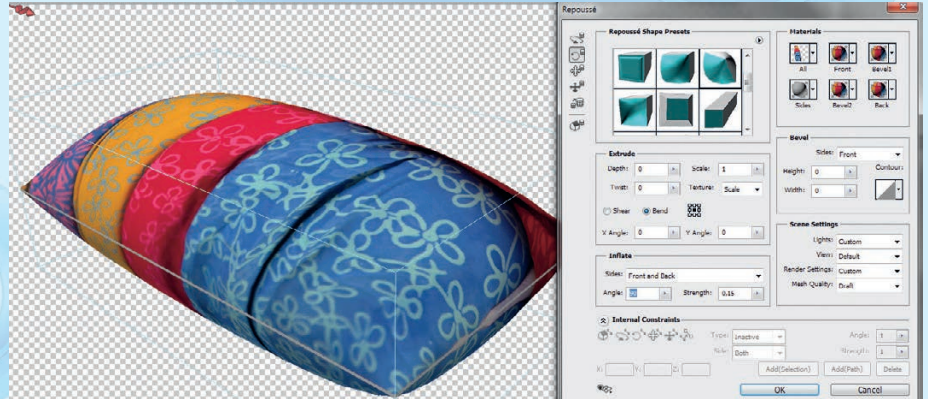 Repoussé
Repoussé Shape Presets
Materials
All Front Bevel1
Sides Bevel2 Back
Extrude
Depth: 0 Scale: 1
Twist: 0 Texture: Scale
Shear Bend
X Angle: 0 Y Angle: 0
Bevel
Sides: Front
Height: 0 Contour:
Width: 0
Inflate
Sides: Front and Back
Angle: 90 Strength: 0.15
Scene Settings
Lights: Custom
View: Default
Render Settings: Custom
Mesh Quality: Draft
Internal Constraints
Type: Inactive Angle: 1
Side: Both Strength: 1
X: Y: Z: Add(Selection) Add(Path) Delete
OK Cancel